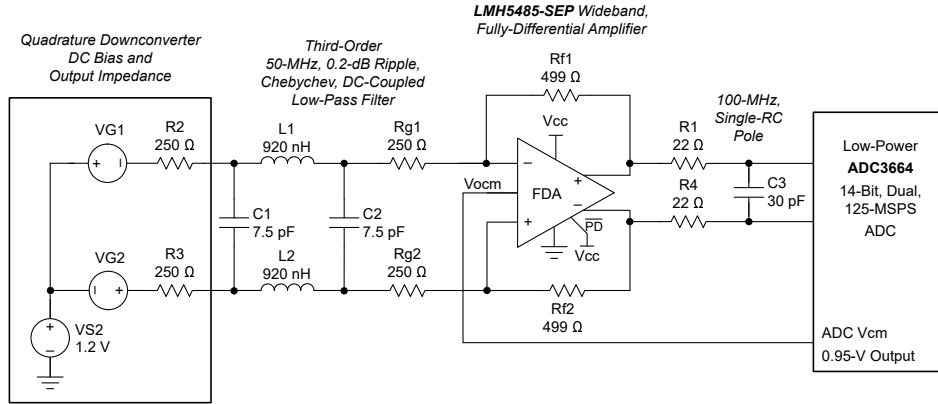 LMH5485-SEP Wideband,
Fully-Differential Amplifier
Quadrature Downconverter
DC Bias and
Output Impedance
Third-Order
50-MHz, 0.2-dB Ripple,
Chebychev, DC-Coupled
Low-Pass Filter
Rf1
499 Ω
100-MHz,
Single-RC
Pole
VG1
+
–
R2
250 Ω
L1
920 nH
Rg1
250 Ω
Vcc
R1
22 Ω
Low-Power
ADC3664
14-Bit, Dual,
125-MSPS
ADC
Vocm
–
+
FDA
+
–
PD
Vcc
C1
7.5 pF
C2
7.5 pF
R4
22 Ω
C3
30 pF
VG2
–
+
R3
250 Ω
L2
920 nH
Rg2
250 Ω
Rf2
499 Ω
+
–
VS2
1.2 V
ADC Vcm
0.95-V Output